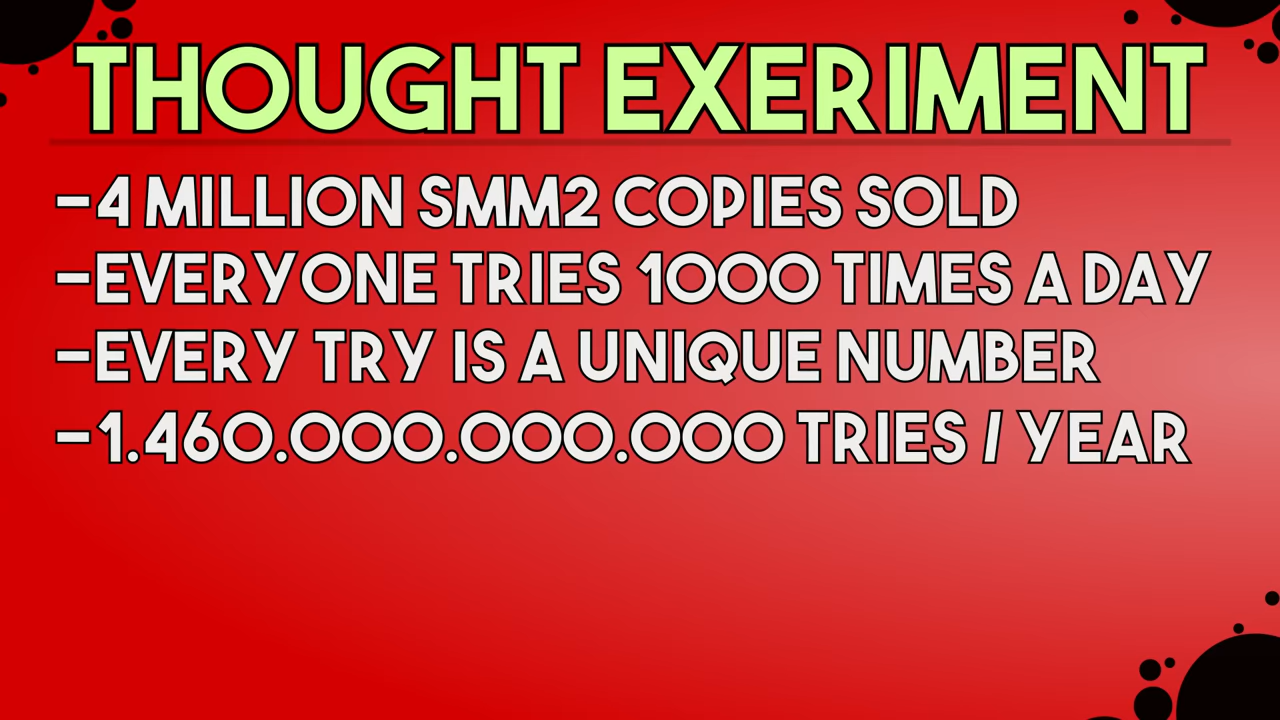 THOUGHT EXERIMENT
-4 MILLION SMM2 COPIES SOLD
-EVERYONE TRIES 1000 TIMES A DAY
-EVERY TRY IS A UNIQUE NUMBER
-1.460.000.000.000 TRIES / YEAR